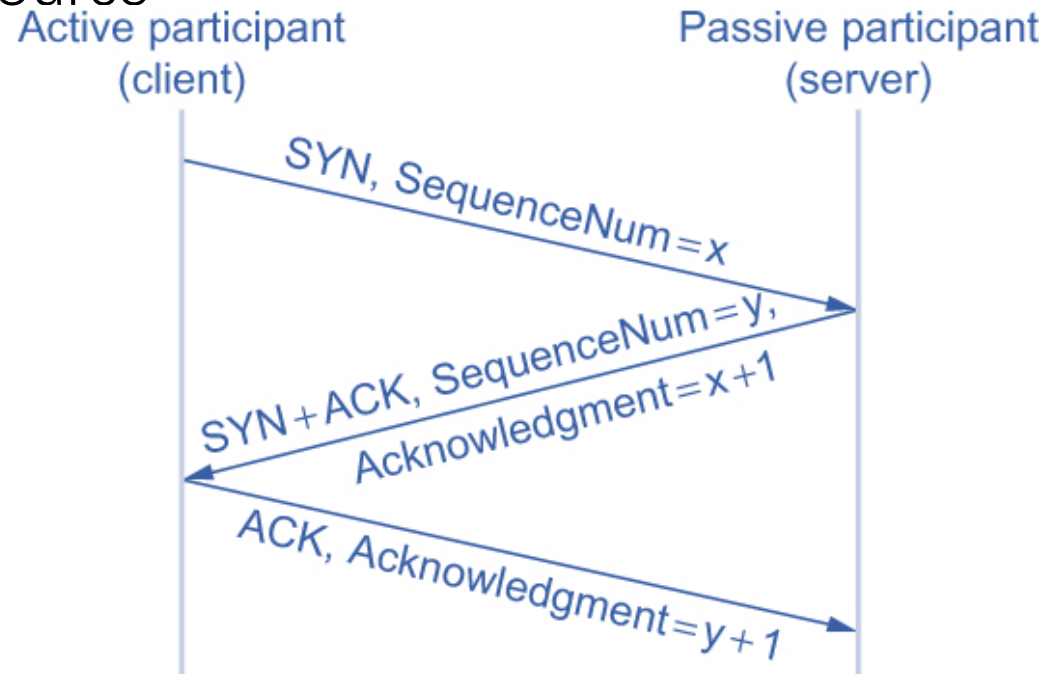 Active participant
(client)
Passive participant
(server)
SYN, SequenceNum=x
SYN+ACK, SequenceNum=y,
Acknowledgment=x+1
ACK, Acknowledgment=y+1